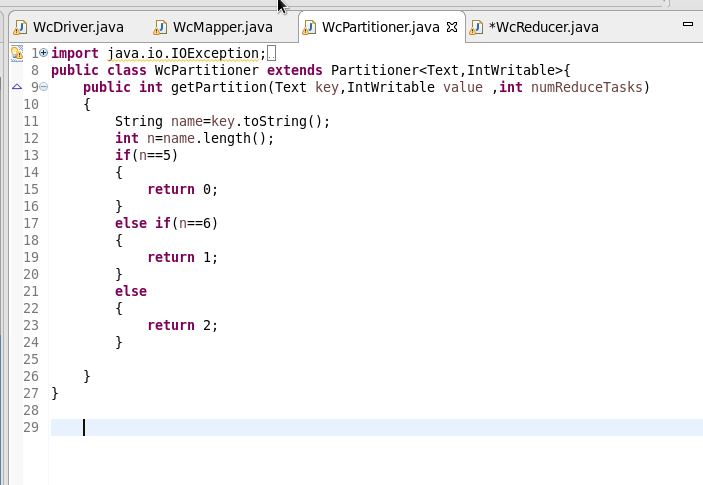 WcDriver.java WcMapper.java WcPartitioner.java *WcReducer.java
1 import java.io.IOException;
8 public class WcPartitioner extends Partitioner<Text,IntWritable>{
9 public int getPartition(Text key,IntWritable value ,int numReduceTasks)
10 {
11 String name=key.toString();
12 int n=name.length();
13 if(n==5)
14 {
15 return 0;
16 }
17 else if(n==6)
18 {
19 return 1;
20 }
21 else
22 {
23 return 2;
24 }
25
26 }
27 }
28
29